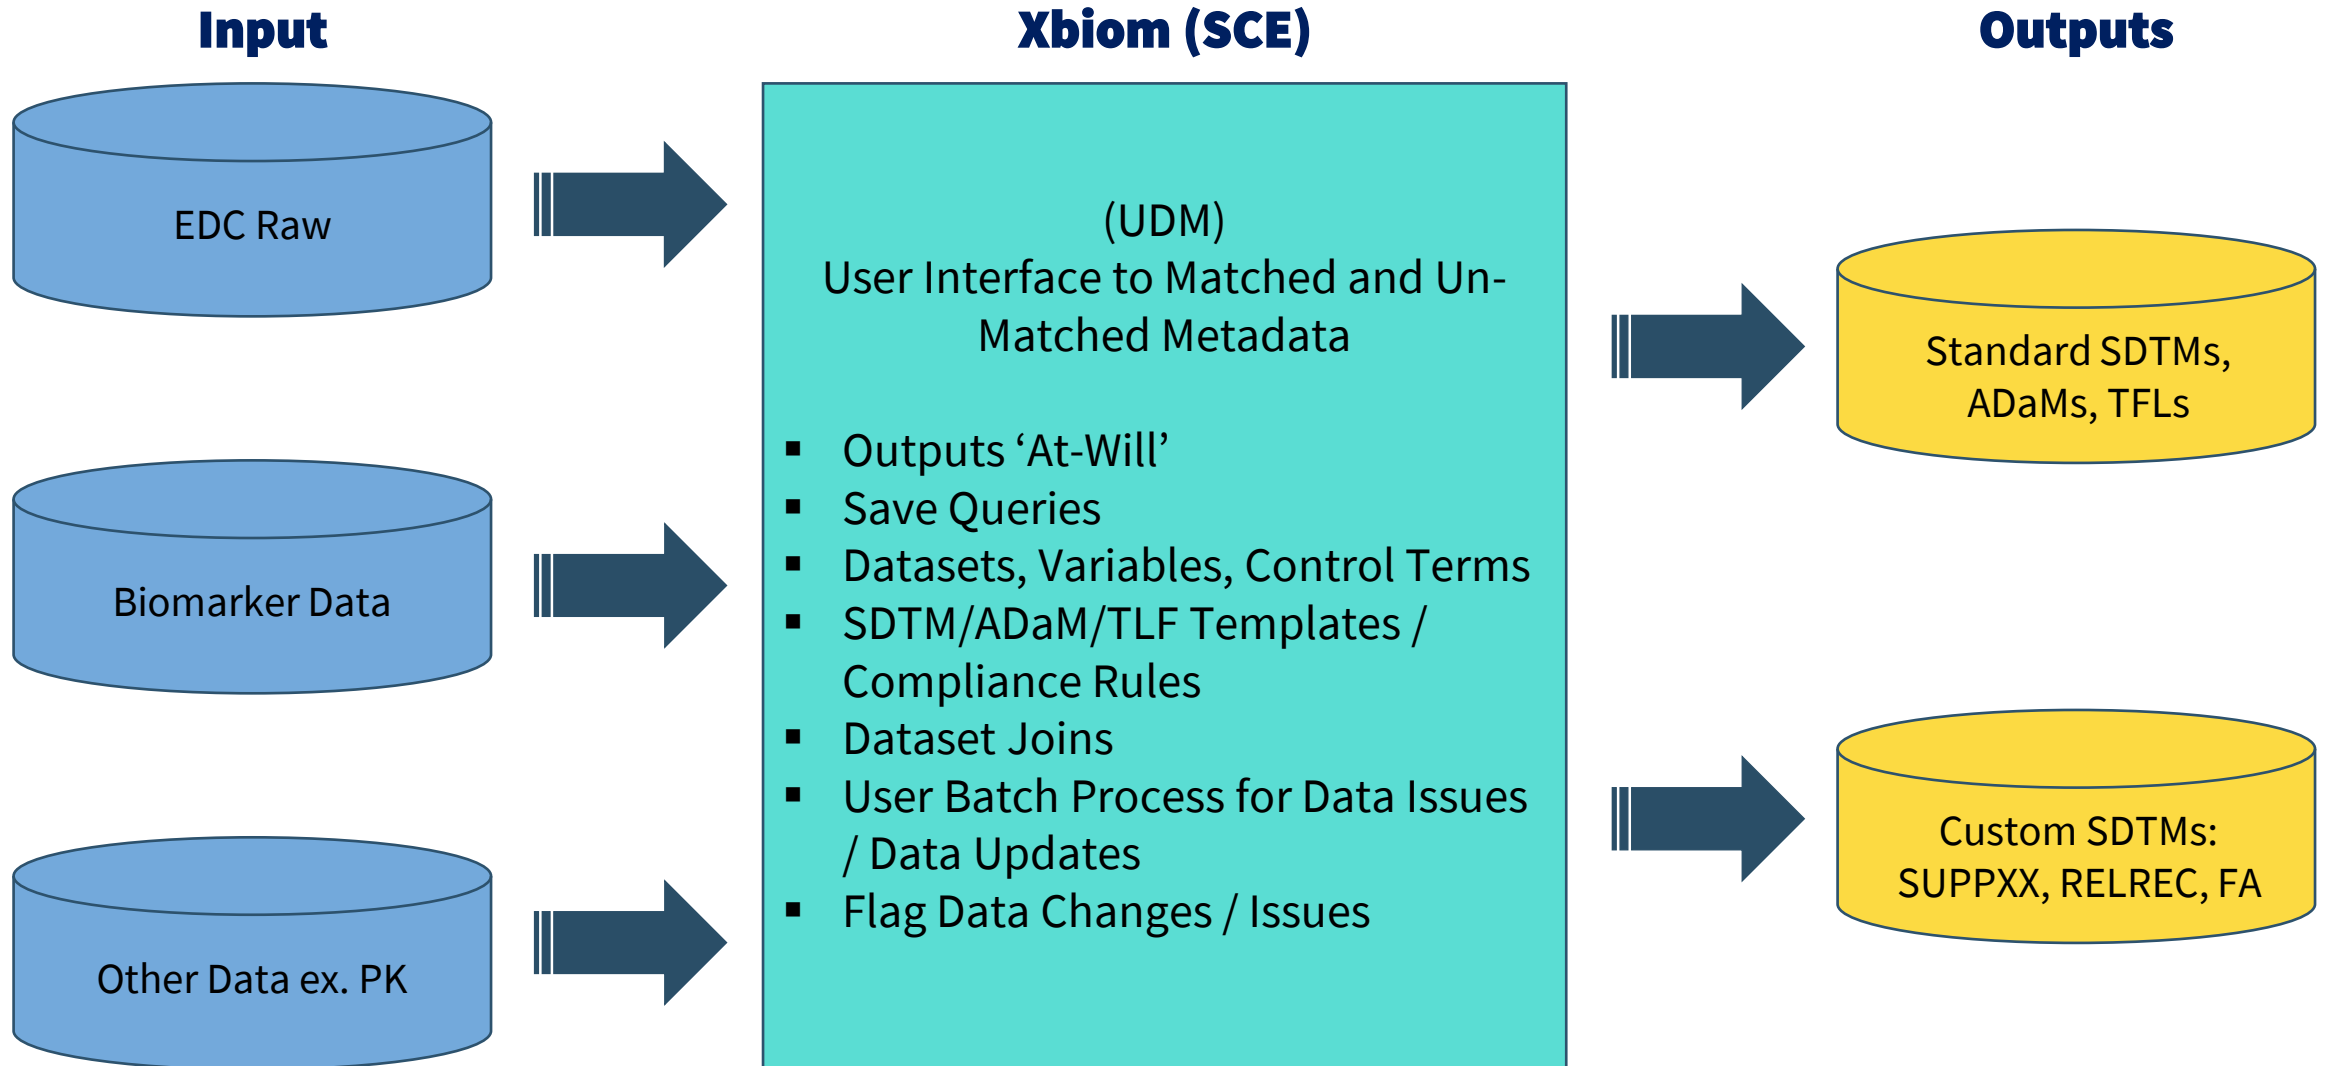 Input
Xbiom (SCE)
Outputs
EDC Raw
Biomarker Data
Other Data ex. PK
(UDM)
User Interface to Matched and Un-
Matched Metadata
▪ Outputs ‘At-Will’
▪ Save Queries
▪ Datasets, Variables, Control Terms
▪ SDTM/ADaM/TLF Templates /
Compliance Rules
▪ Dataset Joins
▪ User Batch Process for Data Issues
/ Data Updates
▪ Flag Data Changes / Issues
Standard SDTMs,
ADaMs, TFLs
Custom SDTMs:
SUPPXX, RELREC, FA